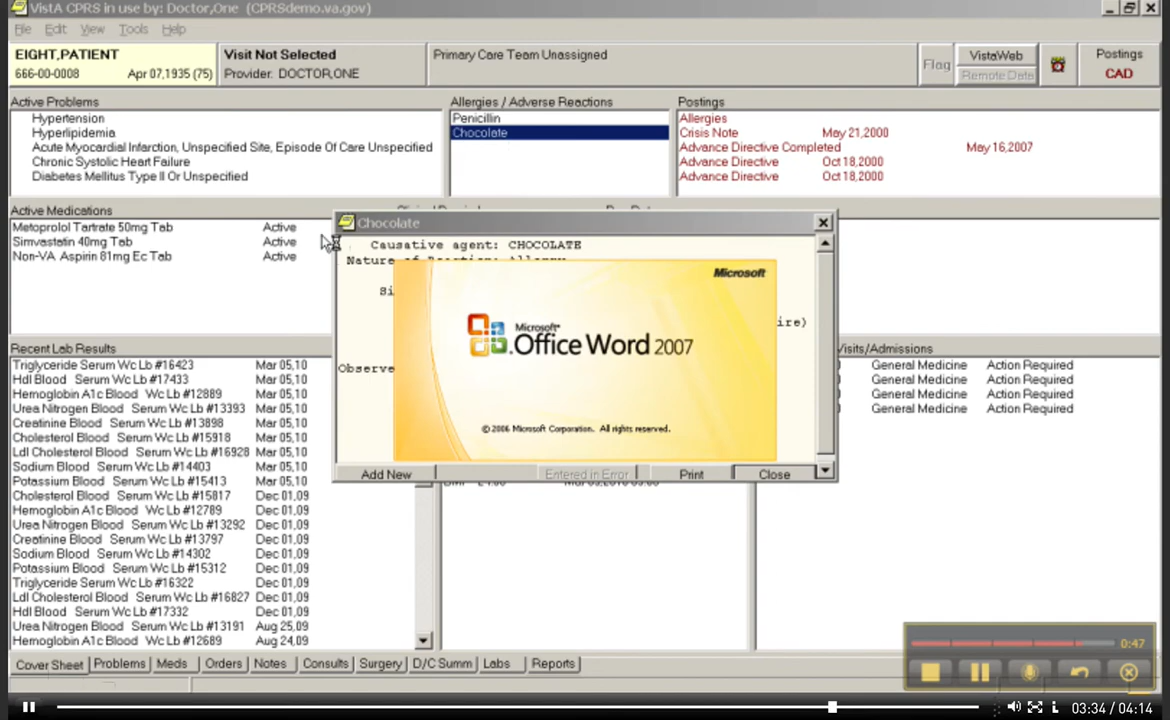 VistA CPRS in use by: Doctor,One (CPRSdemo.va.gov)
File Edit View Tools Help
EIGHT,PATIENT
666-00-0008 Apr 07,1935 (75)
Visit Not Selected
Provider: DOCTOR,ONE
Primary Care Team Unassigned
Flag
VistaWeb
Remote Data
Postings
CAD
Active Problems
Hypertension
Hyperlipidemia
Acute Myocardial Infarction, Unspecified Site, Episode Of Care Unspecified
Chronic Systolic Heart Failure
Diabetes Mellitus Type II Or Unspecified
Allergies / Adverse Reactions
Penicillin
Chocolate
Postings
Allergies
Crisis Note May 21,2000
Advance Directive Completed May 16,2007
Advance Directive Oct 18,2000
Advance Directive Oct 18,2000
Active Medications
Metoprolol Tartrate 50mg Tab Active
Simvastatin 40mg Tab Active
Non-VA Aspirin 81mg Ec Tab Active
Chocolate
Causative agent: CHOCOLATE
Nature of Reaction: Allergy
Si
ire)
Observe
Microsoft
Microsoft
Office Word 2007
© 2006 Microsoft Corporation. All rights reserved.
Add New Entered in Error Print Close
Recent Lab Results
Triglyceride Serum Wc Lb #16423 Mar 05,10
Hdl Blood Serum Wc Lb #17433 Mar 05,10
Hemoglobin A1c Blood Wc Lb #12889 Mar 05,10
Urea Nitrogen Blood Serum Wc Lb #13393 Mar 05,10
Creatinine Blood Serum Wc Lb #13898 Mar 05,10
Cholesterol Blood Serum Wc Lb #15918 Mar 05,10
Ldl Cholesterol Blood Serum Wc Lb #16928 Mar 05,10
Sodium Blood Serum Wc Lb #14403 Mar 05,10
Potassium Blood Serum Wc Lb #15413 Mar 05,10
Cholesterol Blood Serum Wc Lb #15817 Dec 01,09
Hemoglobin A1c Blood Wc Lb #12789 Dec 01,09
Urea Nitrogen Blood Serum Wc Lb #13292 Dec 01,09
Creatinine Blood Serum Wc Lb #13797 Dec 01,09
Sodium Blood Serum Wc Lb #14302 Dec 01,09
Potassium Blood Serum Wc Lb #15312 Dec 01,09
Triglyceride Serum Wc Lb #16322 Dec 01,09
Ldl Cholesterol Blood Serum Wc Lb #16827 Dec 01,09
Hdl Blood Serum Wc Lb #17332 Dec 01,09
Urea Nitrogen Blood Serum Wc Lb #13191 Aug 25,09
Hemoglobin A1c Blood Wc Lb #12689 Aug 24,09
Visits/Admissions
General Medicine Action Required
General Medicine Action Required
General Medicine Action Required
General Medicine Action Required
Cover Sheet Problems Meds Orders Notes Consults Surgery D/C Summ Labs Reports
0:47
03:34 / 04:14